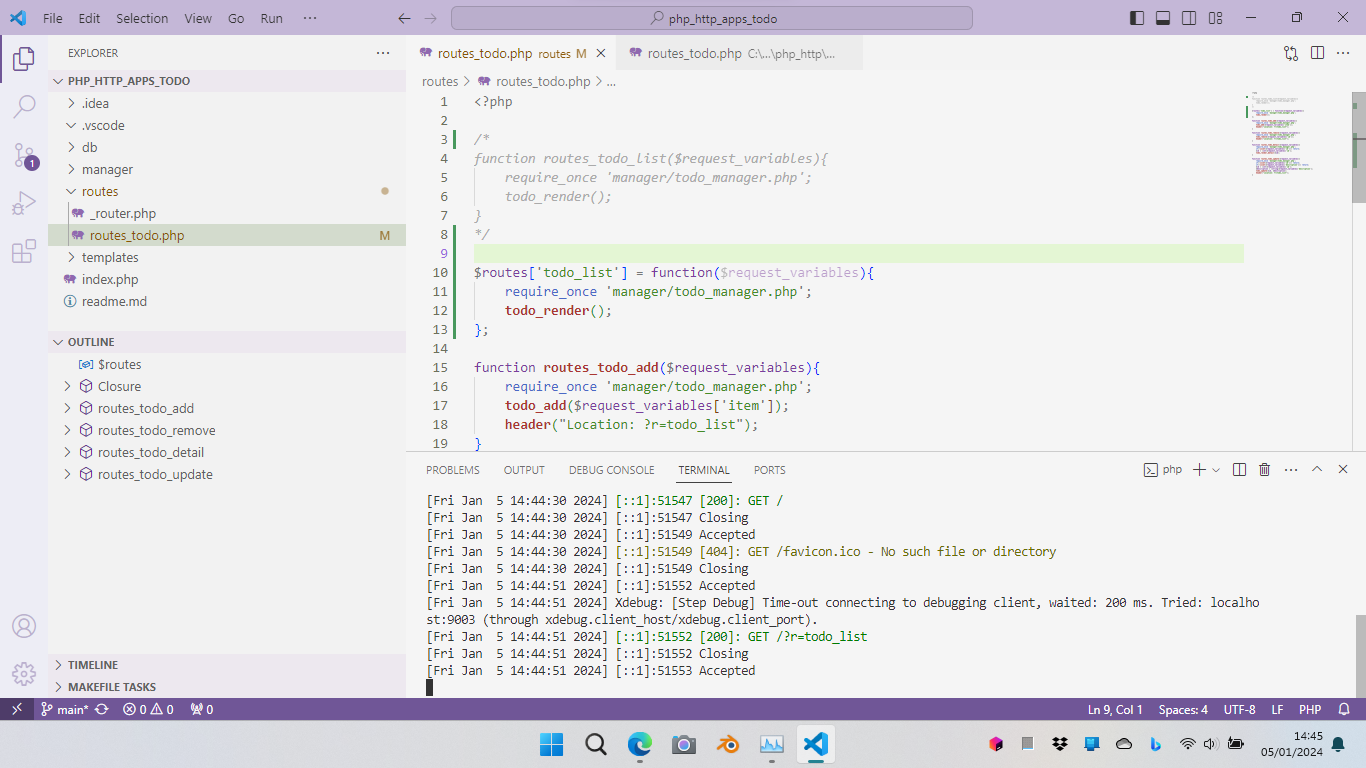 File Edit Selection View Go Run ···
php_http_apps_todo
EXPLORER ···
PHP_HTTP_APPS_TODO
.idea
.vscode
db
manager
routes
_router.php
routes_todo.php M
templates
index.php
readme.md
OUTLINE
$routes
Closure
routes_todo_add
routes_todo_remove
routes_todo_detail
routes_todo_update
TIMELINE
MAKEFILE TASKS
1
routes_todo.php routes M
routes_todo.php C:\...\php_http\...
routes > routes_todo.php > ...
1 <?php
2
3 /*
4 function routes_todo_list($request_variables){
5 require_once 'manager/todo_manager.php';
6 todo_render();
7 }
8 */
9
10 $routes['todo_list'] = function($request_variables){
11 require_once 'manager/todo_manager.php';
12 todo_render();
13 };
14
15 function routes_todo_add($request_variables){
16 require_once 'manager/todo_manager.php';
17 todo_add($request_variables['item']);
18 header("Location: ?r=todo_list");
19 }
PROBLEMS OUTPUT DEBUG CONSOLE TERMINAL PORTS
php
[Fri Jan  5 14:44:30 2024] [::1]:51547 [200]: GET /
[Fri Jan  5 14:44:30 2024] [::1]:51547 Closing
[Fri Jan  5 14:44:30 2024] [::1]:51549 Accepted
[Fri Jan  5 14:44:30 2024] [::1]:51549 [404]: GET /favicon.ico - No such file or directory
[Fri Jan  5 14:44:30 2024] [::1]:51549 Closing
[Fri Jan  5 14:44:51 2024] [::1]:51552 Accepted
[Fri Jan  5 14:44:51 2024] Xdebug: [Step Debug] Time-out connecting to debugging client, waited: 200 ms. Tried: localho
st:9003 (through xdebug.client_host/xdebug.client_port).
[Fri Jan  5 14:44:51 2024] [::1]:51552 [200]: GET /?r=todo_list
[Fri Jan  5 14:44:51 2024] [::1]:51552 Closing
[Fri Jan  5 14:44:51 2024] [::1]:51553 Accepted
main* 0 0 0
Ln 9, Col 1 Spaces: 4 UTF-8 LF PHP
14:45
05/01/2024